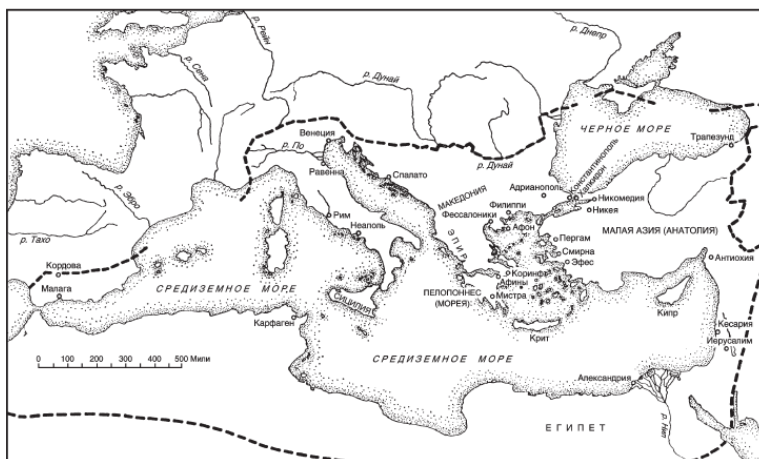 р. Рейн
р. Сена
р. Днепр
р. Дунай
ЧЕРНОЕ МОРЕ
Трапезунд
Венеция
р. По
р. Дунай
Равенна
Спалато
Константинополь
Халкидон
МАКЕДОНИЯ
Адрианополь
Никомедия
р. Эбро
Филиппи
Никея
Фессалоники
Рим
Афон
МАЛАЯ АЗИЯ (АНАТОЛИЯ)
р. Тахо
Неаполь
ЭПИР
Пергам
Смирна
Антиохия
Кордова
Эфес
Коринф
СРЕДИЗЕМНОЕ МОРЕ
Афины
Малага
ПЕЛОПОННЕС
(МОРЕЯ)
Мистра
СИЦИЛИЯ
Кипр
Карфаген
Кесария
Крит
Иерусалим
СРЕДИЗЕМНОЕ МОРЕ
0 100 200 300 400 500 Мили
Александрия
р. Нил
ЕГИПЕТ